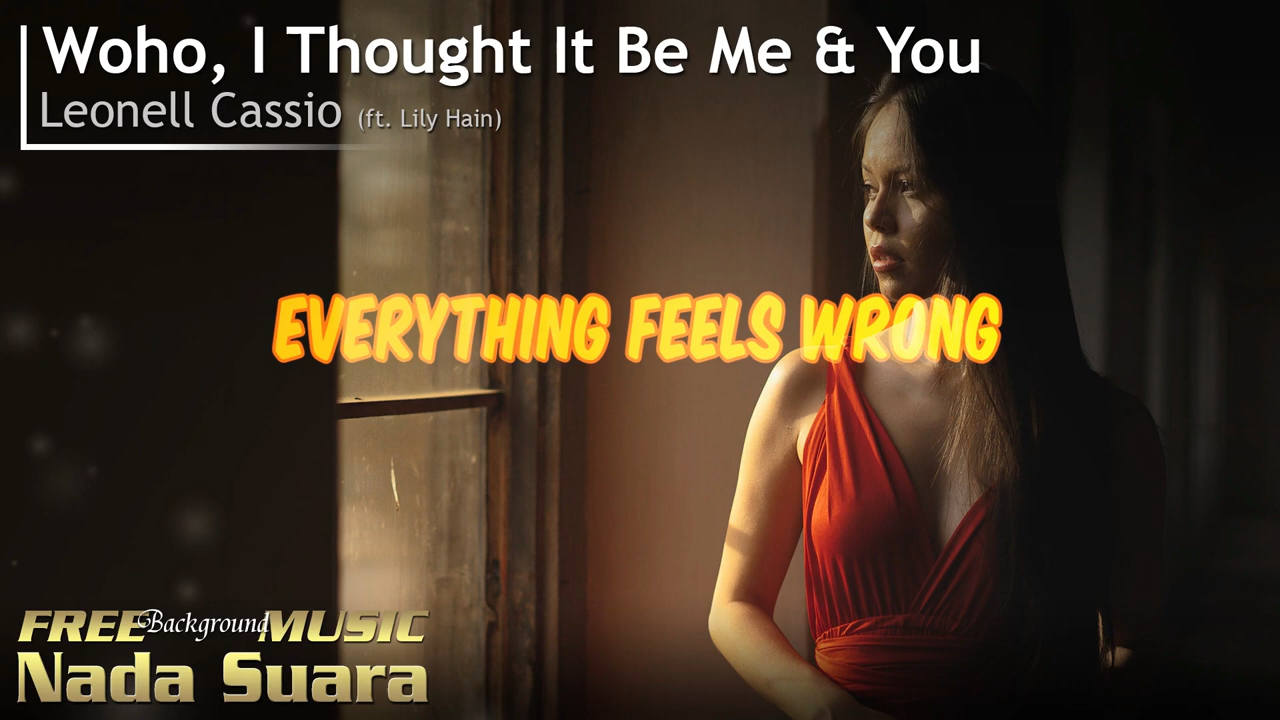 Woho, I Thought It Be Me & You
Leonell Cassio (ft. Lily Hain)
EVERYTHING FEELS WRONG
FREE Background MUSIC
Nada Suara